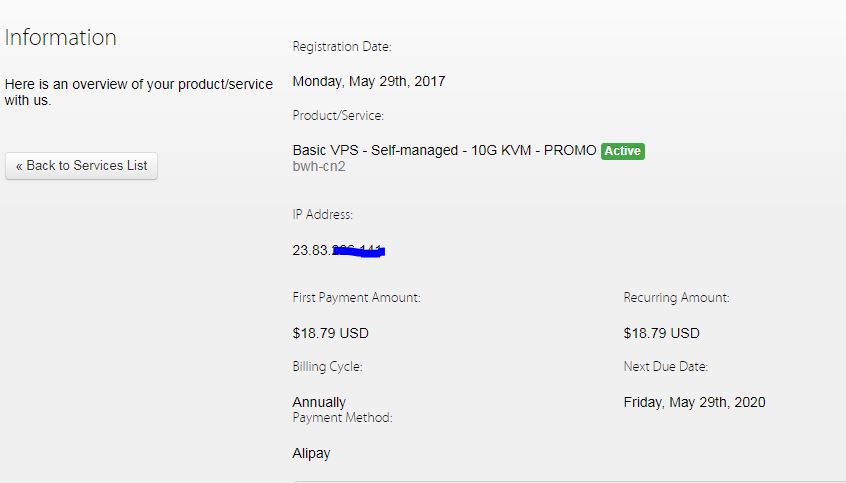 Information
Here is an overview of your product/service
with us.
« Back to Services List
Registration Date:
Monday, May 29th, 2017
Product/Service:
Basic VPS - Self-managed - 10G KVM - PROMO Active
bwh-cn2
IP Address:
23.83.
First Payment Amount:
Recurring Amount:
$18.79 USD
$18.79 USD
Billing Cycle:
Next Due Date:
Annually
Friday, May 29th, 2020
Payment Method:
Alipay